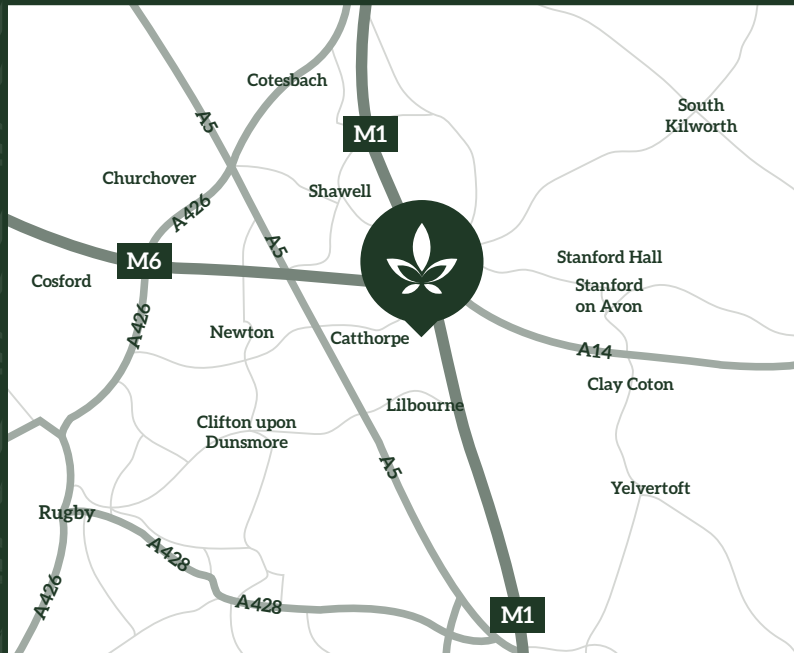 Cotesbach
South
Kilworth
A5
M1
Churchover
Shawell
A426
A5
M6
Stanford Hall
Cosford
Stanford
on Avon
A426
Newton
Catthorpe
A14
Clay Coton
Lilbourne
Clifton upon
Dunsmore
A5
Yelvertoft
Rugby
A428
A426
A428
M1